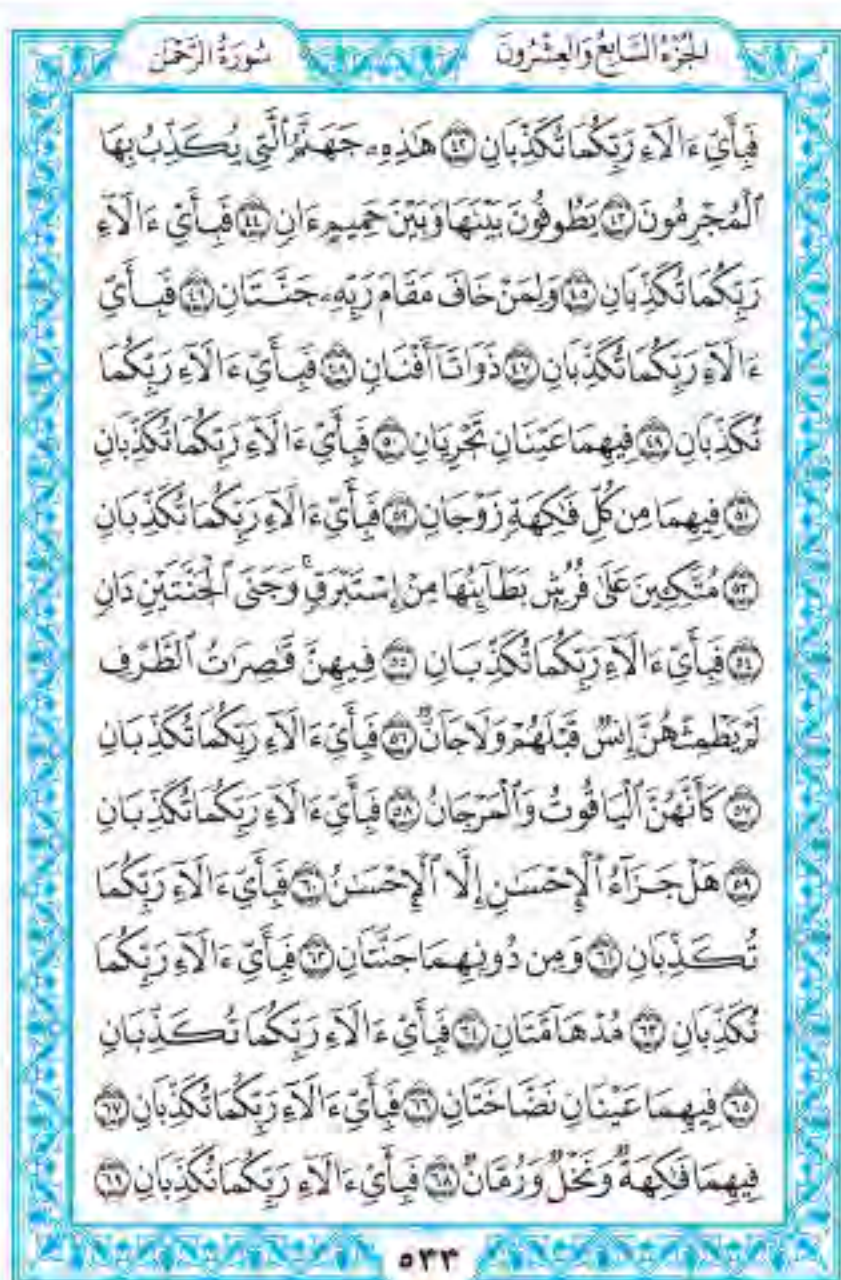 الجزء السابع والعشرون
سورة الرحمن
فَبِأَيِّ ءَالَآءِ رَبِّكُمَا تُكَذِّبَانِ ٤٢ هَٰذِهِۦ جَهَنَّمُ ٱلَّتِي يُكَذِّبُ بِهَا
ٱلْمُجْرِمُونَ ٤٣ يَطُوفُونَ بَيْنَهَا وَبَيْنَ حَمِيمٍ ءَانٍ ٤٤ فَبِأَيِّ ءَالَآءِ
رَبِّكُمَا تُكَذِّبَانِ ٤٥ وَلِمَنْ خَافَ مَقَامَ رَبِّهِۦ جَنَّتَانِ ٤٦ فَبِأَيِّ
ءَالَآءِ رَبِّكُمَا تُكَذِّبَانِ ٤٧ ذَوَاتَآ أَفْنَانٍ ٤٨ فَبِأَيِّ ءَالَآءِ رَبِّكُمَا
تُكَذِّبَانِ ٤٩ فِيهِمَا عَيْنَانِ تَجْرِيَانِ ٥٠ فَبِأَيِّ ءَالَآءِ رَبِّكُمَا تُكَذِّبَانِ
٥١ فِيهِمَا مِن كُلِّ فَٰكِهَةٍ زَوْجَانِ ٥٢ فَبِأَيِّ ءَالَآءِ رَبِّكُمَا تُكَذِّبَانِ
٥٣ مُتَّكِـِٔينَ عَلَىٰ فُرُشٍۭ بَطَآئِنُهَا مِنْ إِسْتَبْرَقٍ ۚ وَجَنَى ٱلْجَنَّتَيْنِ دَانٍ
٥٤ فَبِأَيِّ ءَالَآءِ رَبِّكُمَا تُكَذِّبَانِ ٥٥ فِيهِنَّ قَٰصِرَٰتُ ٱلطَّرْفِ
لَمْ يَطْمِثْهُنَّ إِنسٌ قَبْلَهُمْ وَلَا جَآنٌّ ٥٦ فَبِأَيِّ ءَالَآءِ رَبِّكُمَا تُكَذِّبَانِ
٥٧ كَأَنَّهُنَّ ٱلْيَاقُوتُ وَٱلْمَرْجَانُ ٥٨ فَبِأَيِّ ءَالَآءِ رَبِّكُمَا تُكَذِّبَانِ
٥٩ هَلْ جَزَآءُ ٱلْإِحْسَٰنِ إِلَّا ٱلْإِحْسَٰنُ ٦٠ فَبِأَيِّ ءَالَآءِ رَبِّكُمَا
تُكَذِّبَانِ ٦١ وَمِن دُونِهِمَا جَنَّتَانِ ٦٢ فَبِأَيِّ ءَالَآءِ رَبِّكُمَا
تُكَذِّبَانِ ٦٣ مُدْهَآمَّتَانِ ٦٤ فَبِأَيِّ ءَالَآءِ رَبِّكُمَا تُكَذِّبَانِ
٦٥ فِيهِمَا عَيْنَانِ نَضَّاخَتَانِ ٦٦ فَبِأَيِّ ءَالَآءِ رَبِّكُمَا تُكَذِّبَانِ ٦٧
فِيهِمَا فَٰكِهَةٌ وَنَخْلٌ وَرُمَّانٌ ٦٨ فَبِأَيِّ ءَالَآءِ رَبِّكُمَا تُكَذِّبَانِ ٦٩
٥٣٣